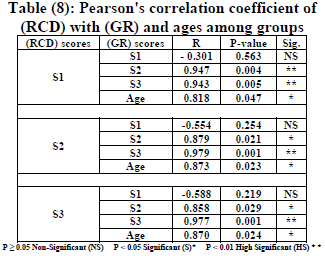 Table (8): Pearson's correlation coefficient of
(RCD) with (GR) and ages among groups
(RCD) scores (GR) scores R P-value Sig.
S1 S1 - 0.301 0.563 NS
S2 0.947 0.004 **
S3 0.943 0.005 **
Age 0.818 0.047 *
S2 S1 -0.554 0.254 NS
S2 0.879 0.021 *
S3 0.979 0.001 **
Age 0.873 0.023 *
S3 S1 -0.588 0.219 NS
S2 0.858 0.029 *
S3 0.977 0.001 **
Age 0.870 0.024 *
P ≥ 0.05 Non-Significant (NS) P < 0.05 Significant (S)* P < 0.01 High Significant (HS) * *